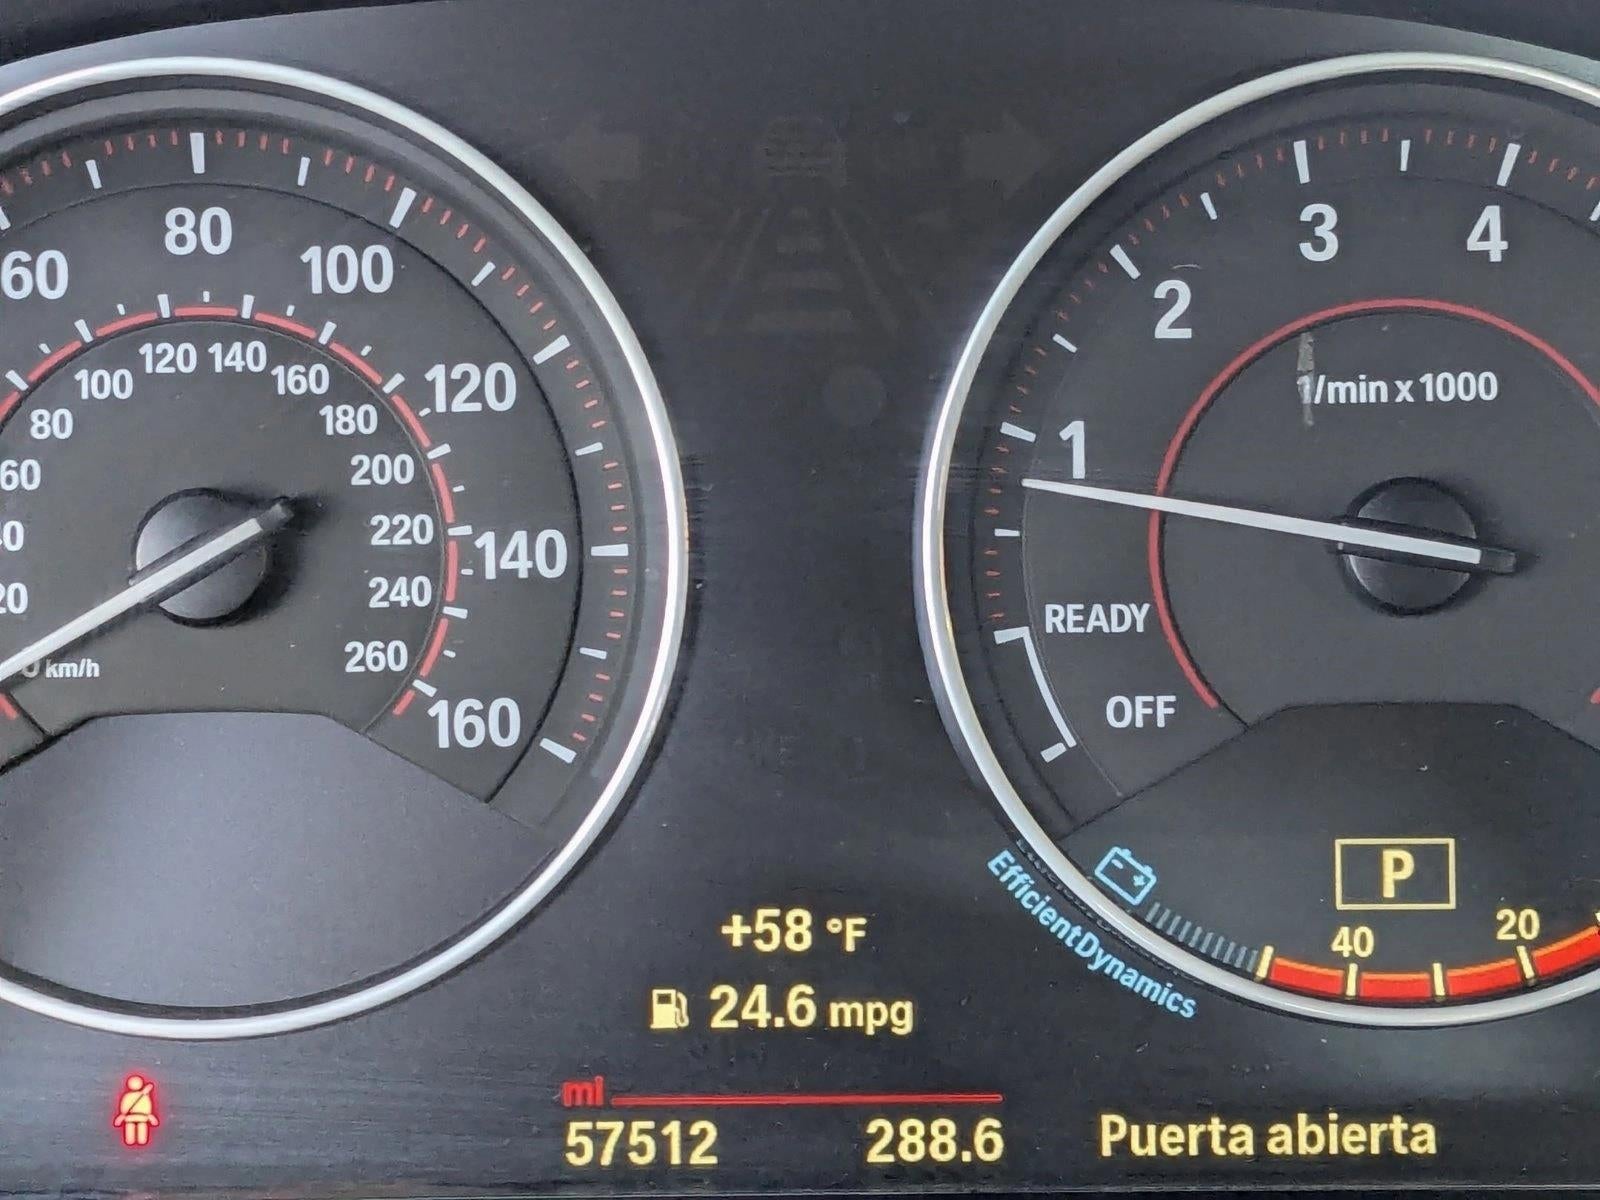 60
80
100
120
140
160
20
60
80
100
120
140
160
180
200
220
240
260
km/h
1
2
3
4
1/min x 1000
READY
OFF
P
40
20
EfficientDynamics
+58 °F
24.6 mpg
mi
57512
288.6
Puerta abierta